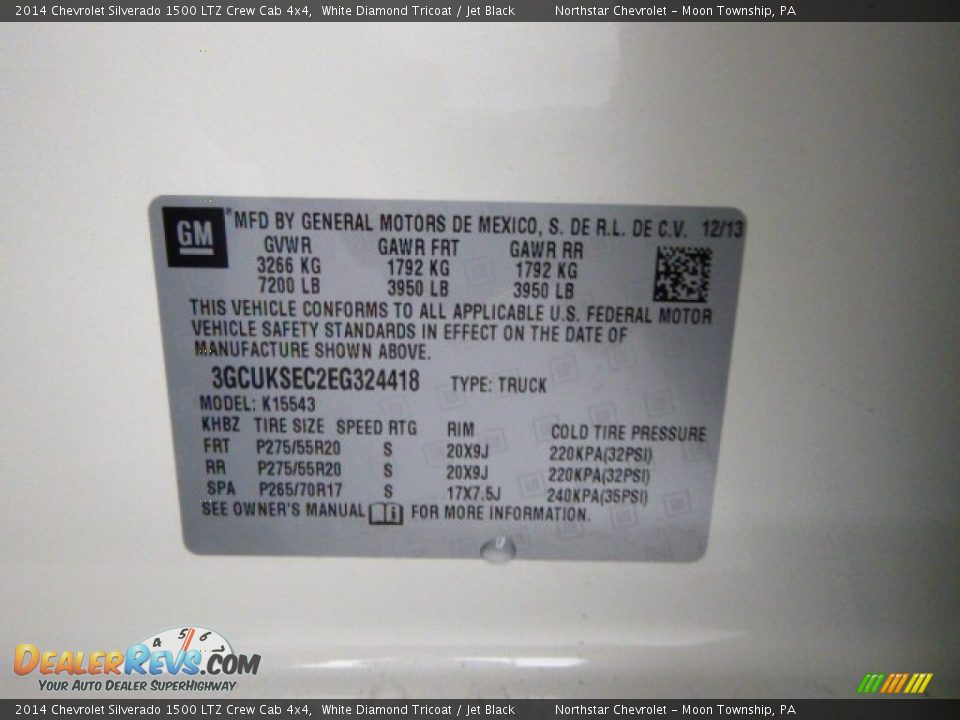 2014 Chevrolet Silverado 1500 LTZ Crew Cab 4x4, White Diamond Tricoat / Jet Black Northstar Chevrolet - Moon Township, PA
GM ® MFD BY GENERAL MOTORS DE MEXICO, S. DE R.L. DE C.V. 12/13
GVWR GAWR FRT GAWR RR
3266 KG 1792 KG 1792 KG
7200 LB 3950 LB 3950 LB
THIS VEHICLE CONFORMS TO ALL APPLICABLE U.S. FEDERAL MOTOR
VEHICLE SAFETY STANDARDS IN EFFECT ON THE DATE OF
MANUFACTURE SHOWN ABOVE.
3GCUKSEC2EG324418 TYPE: TRUCK
MODEL: K15543
KHBZ TIRE SIZE SPEED RTG RIM COLD TIRE PRESSURE
FRT P275/55R20 S 20X9J 220KPA(32PSI)
RR P275/55R20 S 20X9J 220KPA(32PSI)
SPA P265/70R17 S 17X7.5J 240KPA(35PSI)
SEE OWNER'S MANUAL FOR MORE INFORMATION.
4 5 6
DealerRevs.com
Your Auto Dealer SuperHighway
2014 Chevrolet Silverado 1500 LTZ Crew Cab 4x4, White Diamond Tricoat / Jet Black Northstar Chevrolet - Moon Township, PA